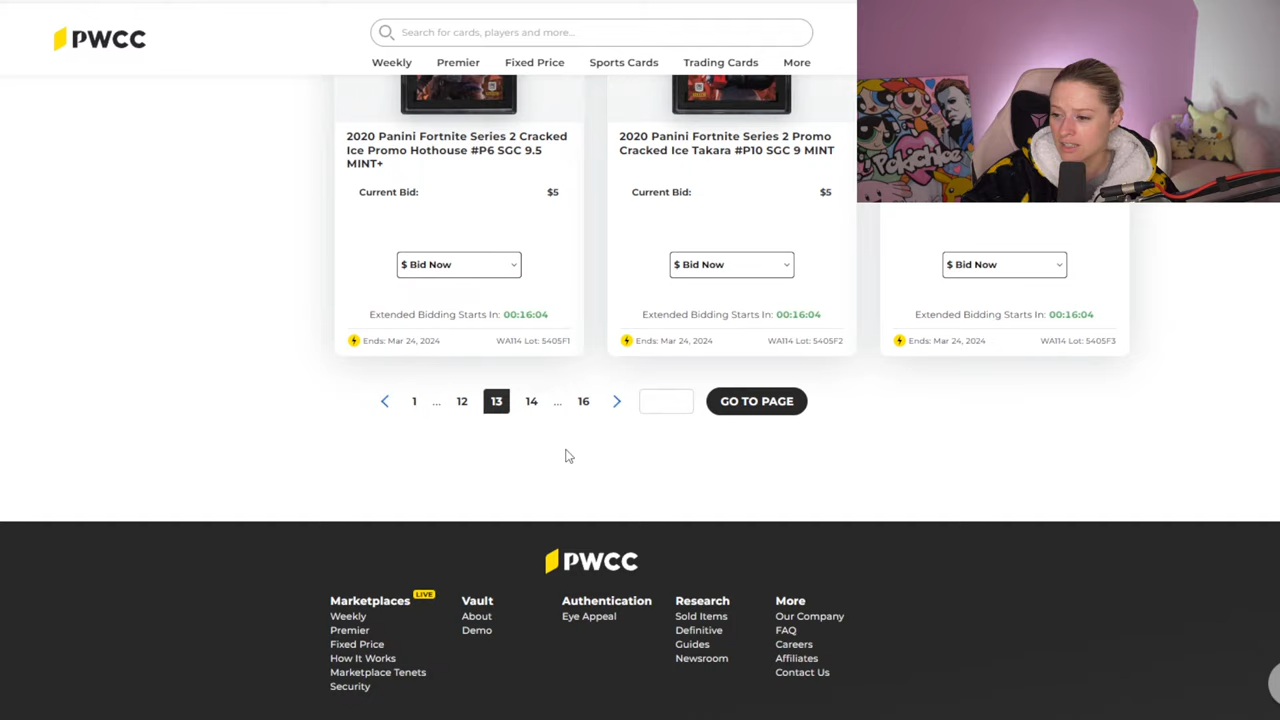 PWCC
Search for cards, players and more...
Weekly Premier Fixed Price Sports Cards Trading Cards More
2020 Panini Fortnite Series 2 Cracked
Ice Promo Hothouse #P6 SGC 9.5
MINT+
Current Bid: $5
$ Bid Now
Extended Bidding Starts In: 00:16:04
Ends: Mar 24, 2024 WA114 Lot: 5405F1
2020 Panini Fortnite Series 2 Promo
Cracked Ice Takara #P10 SGC 9 MINT
Current Bid: $5
$ Bid Now
Extended Bidding Starts In: 00:16:04
Ends: Mar 24, 2024 WA114 Lot: 5405F2
$ Bid Now
Extended Bidding Starts In: 00:16:04
Ends: Mar 24, 2024 WA114 Lot: 5405F3
1 ... 12 13 14 ... 16 GO TO PAGE
PWCC
Marketplaces LIVE
Weekly
Premier
Fixed Price
How It Works
Marketplace Tenets
Security
Vault
About
Demo
Authentication
Eye Appeal
Research
Sold Items
Definitive
Guides
Newsroom
More
Our Company
FAQ
Careers
Affiliates
Contact Us